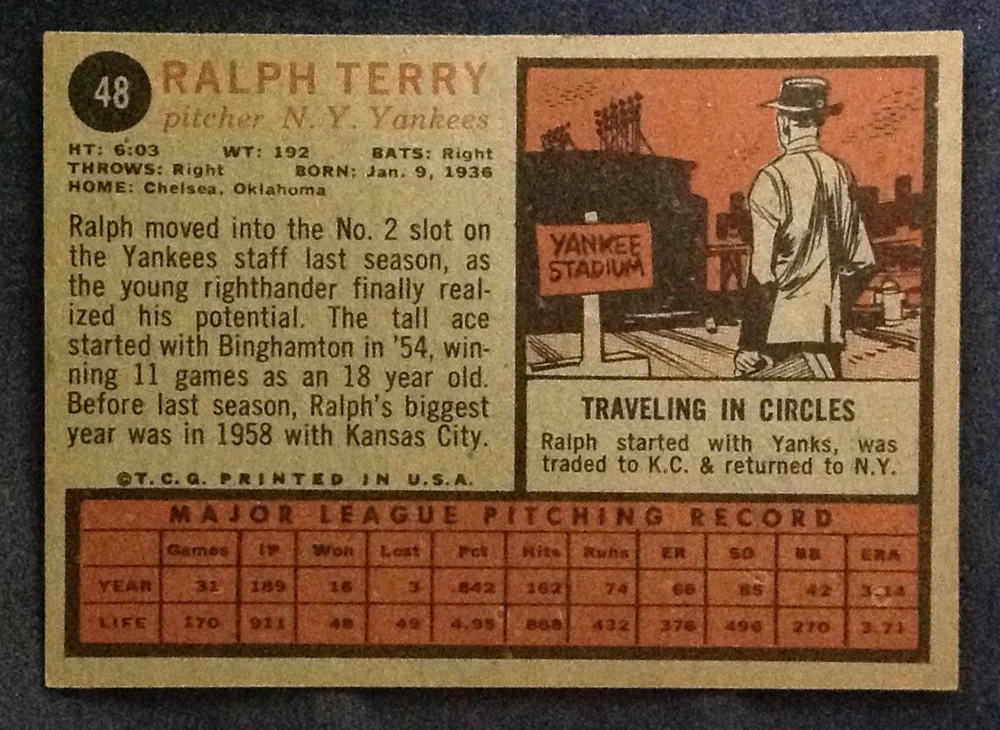 48
RALPH TERRY
pitcher N. Y. Yankees
HT: 6:03 WT: 192 BATS: Right
THROWS: Right BORN: Jan. 9, 1936
HOME: Chelsea, Oklahoma
Ralph moved into the No. 2 slot on
the Yankees staff last season, as
the young righthander finally real-
ized his potential. The tall ace
started with Binghamton in '54, win-
ning 11 games as an 18 year old.
Before last season, Ralph's biggest
year was in 1958 with Kansas City.
©T.C.G. PRINTED IN U.S.A.
YANKEE
STADIUM
TRAVELING IN CIRCLES
Ralph started with Yanks, was
traded to K.C. & returned to N.Y.
MAJOR LEAGUE PITCHING RECORD
Games IP Won Lost Pct Hits Runs ER SO BB ERA
YEAR 31 189 16 3 .842 162 74 66 85 42 3.14
LIFE 170 911 48 49 4.95 868 432 376 496 270 3.71